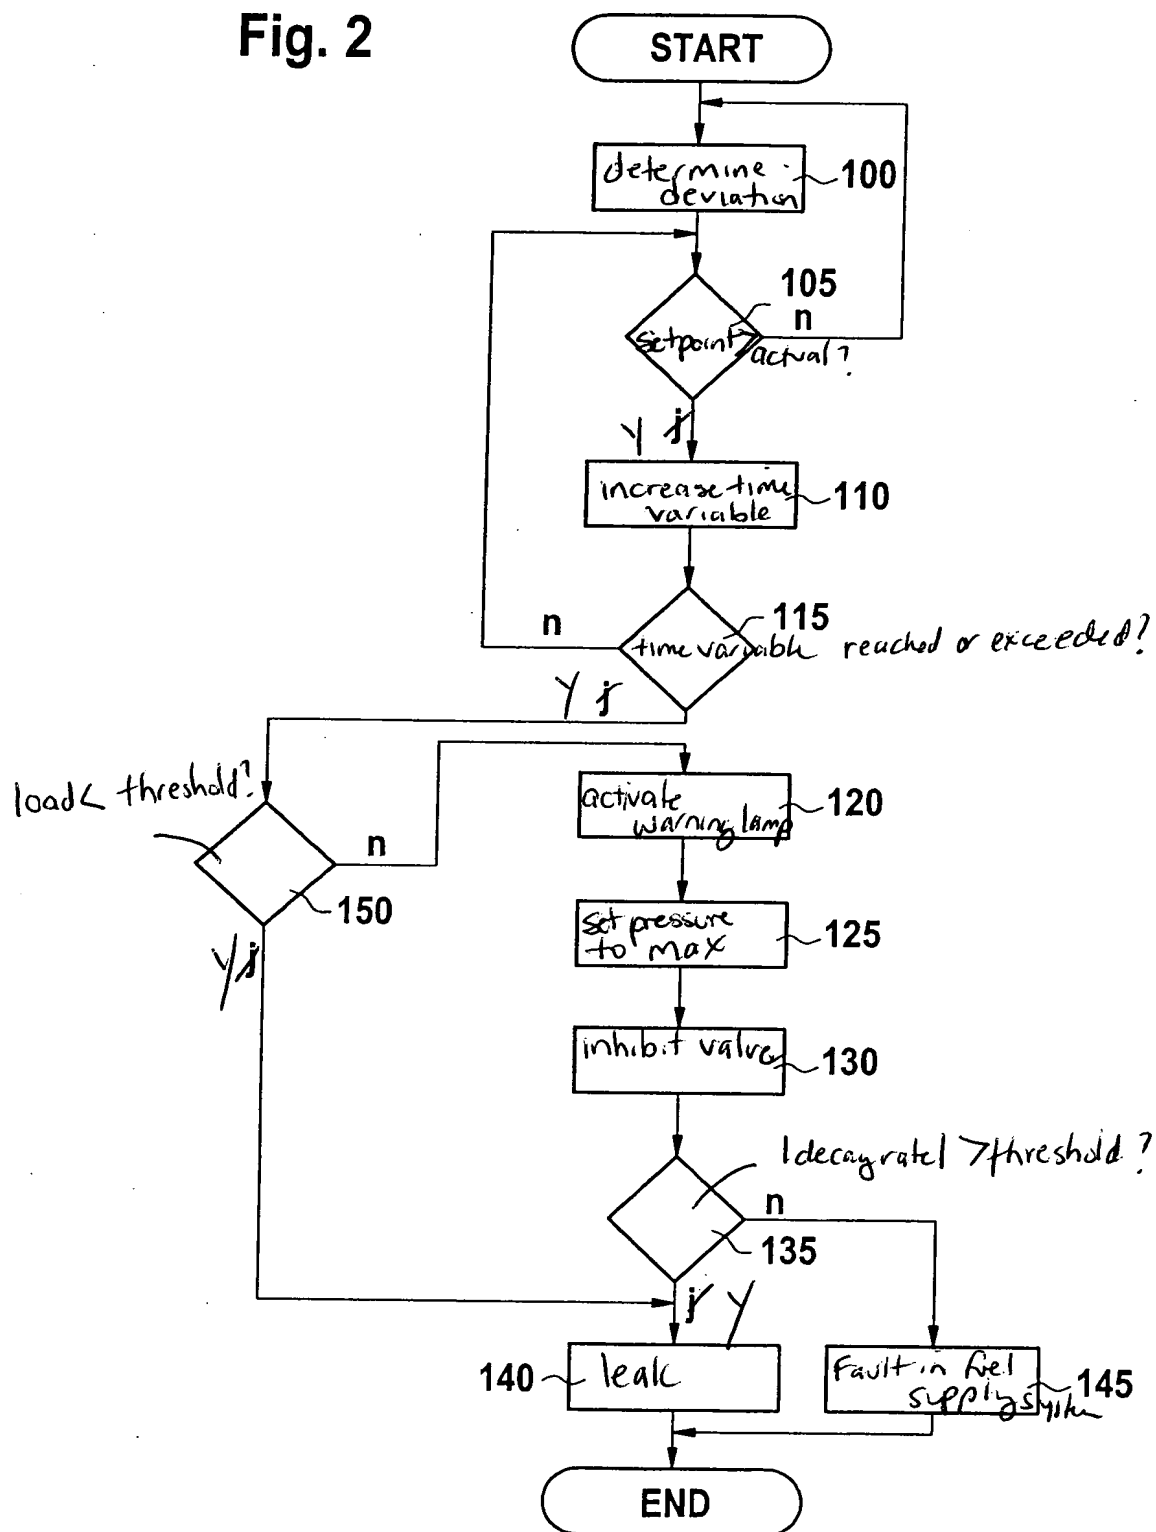 Fig. 2
START
determine
deviation
100
105
n
setpoint >
actual?
Y j
increase time
variable
110
n
115
time variable reached or exceeded?
Y j
load < threshold?
n
150
activate
warning lamp
120
set pressure
to max
125
Y j
inhibit valve
130
|decay rate| > threshold?
n
135
j Y
140
leak
Fault in fuel
supply system
145
END